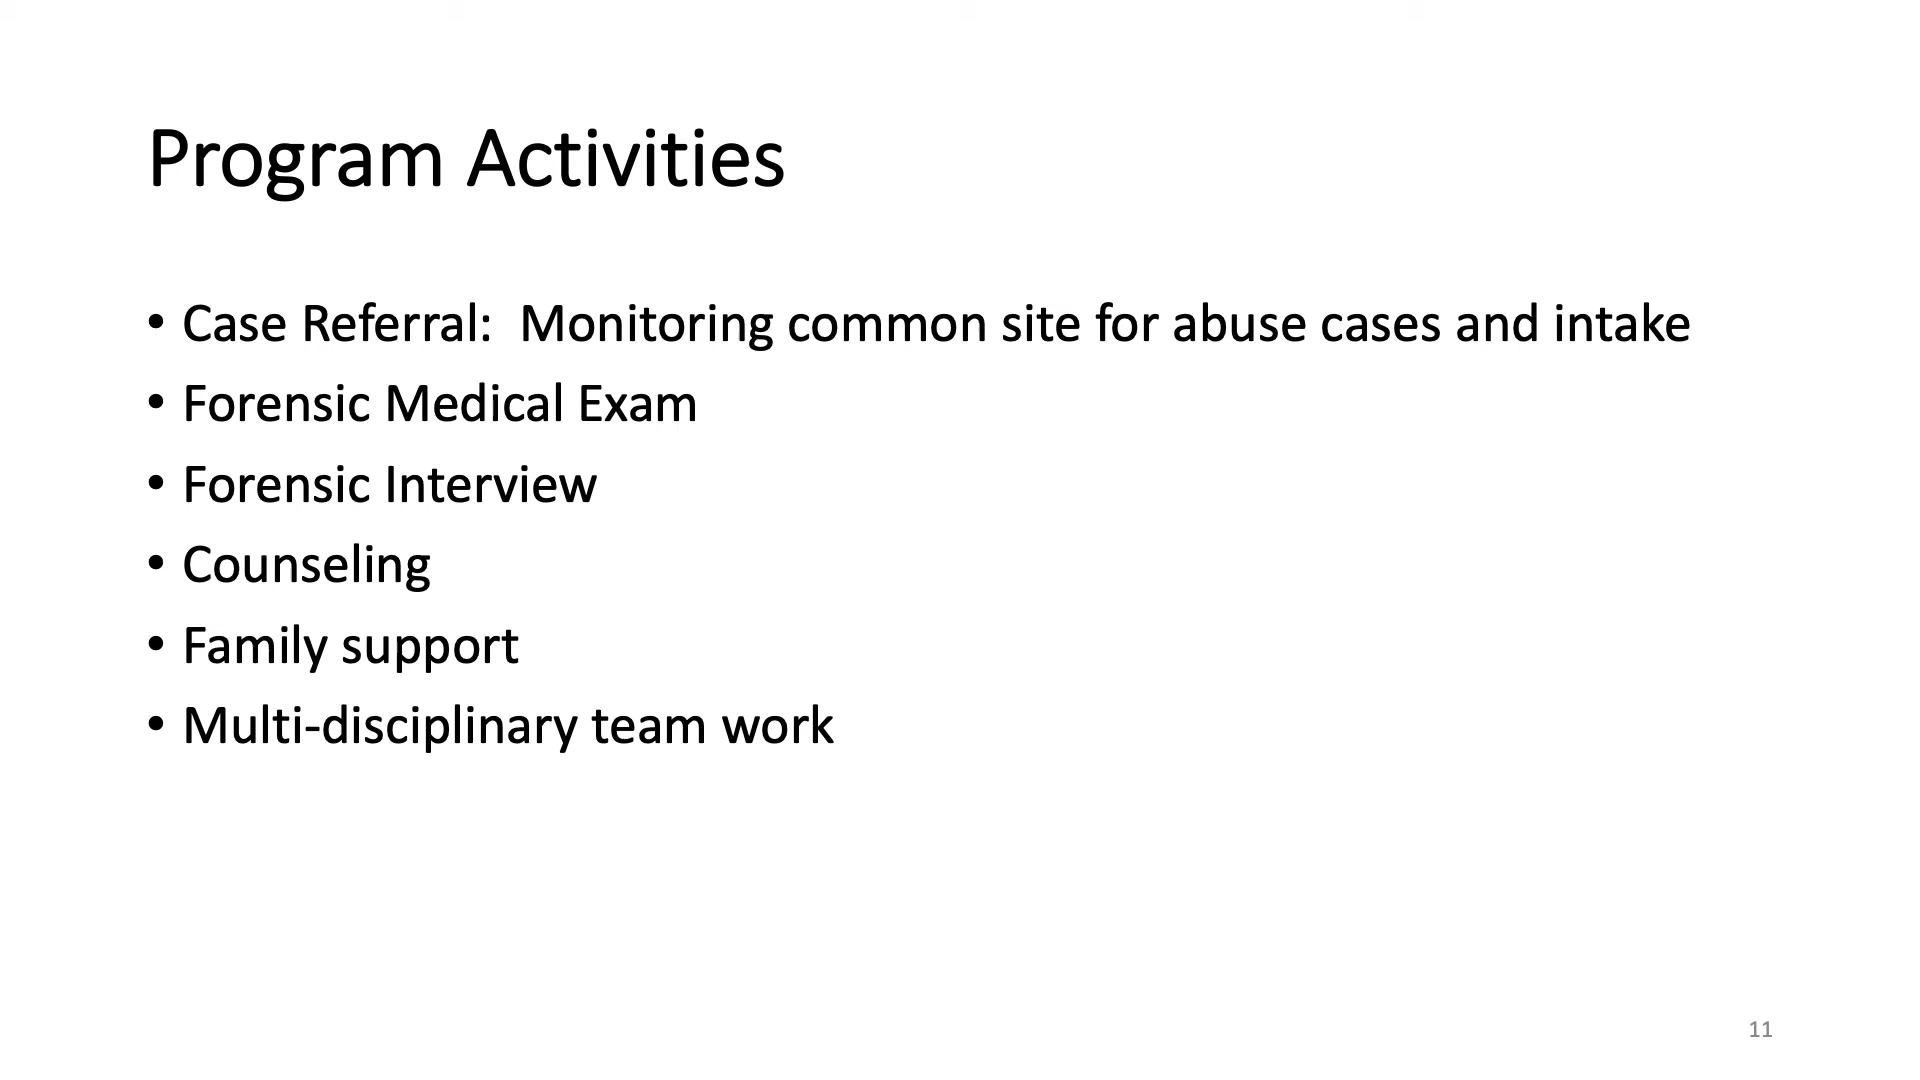 Program Activities
• Case Referral:  Monitoring common site for abuse cases and intake
• Forensic Medical Exam
• Forensic Interview
• Counseling
• Family support
• Multi-disciplinary team work
11